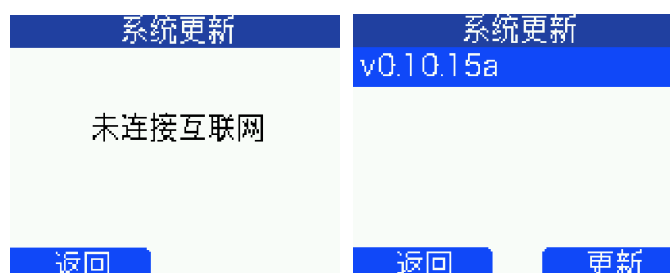 系统更新
未连接互联网
返回
系统更新
v0.10.15a
返回
更新